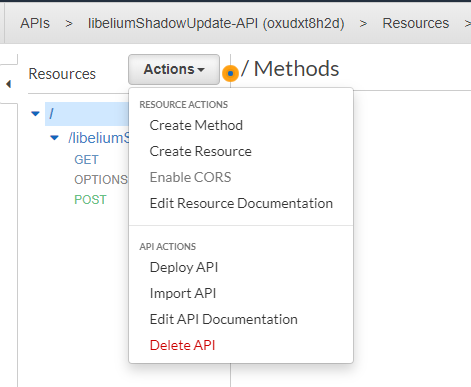 APIs > libeliumShadowUpdate-API (oxudxt8h2d) > Resources >
Resources Actions / Methods
/
/libeliumS
GET
OPTIONS
POST
RESOURCE ACTIONS
Create Method
Create Resource
Enable CORS
Edit Resource Documentation
API ACTIONS
Deploy API
Import API
Edit API Documentation
Delete API